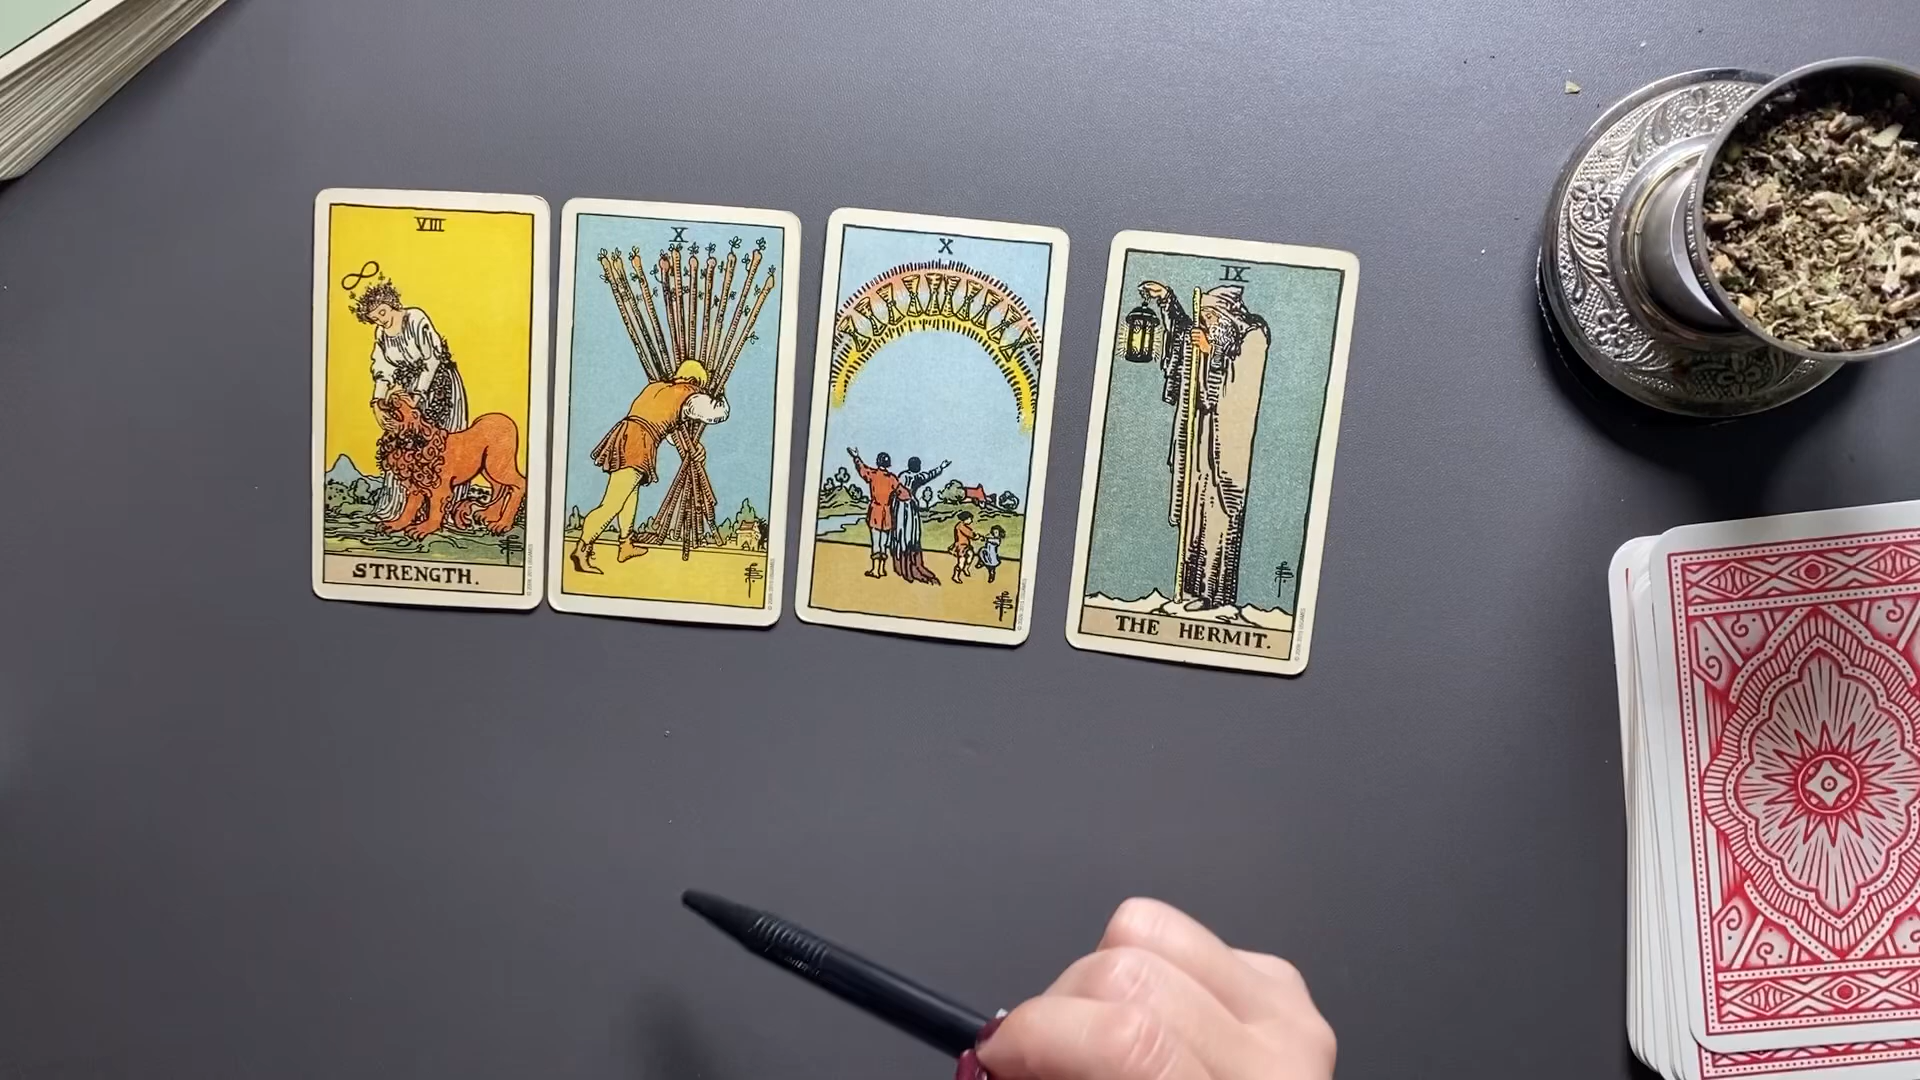 VIII
STRENGTH.
X
X
IX
THE HERMIT.